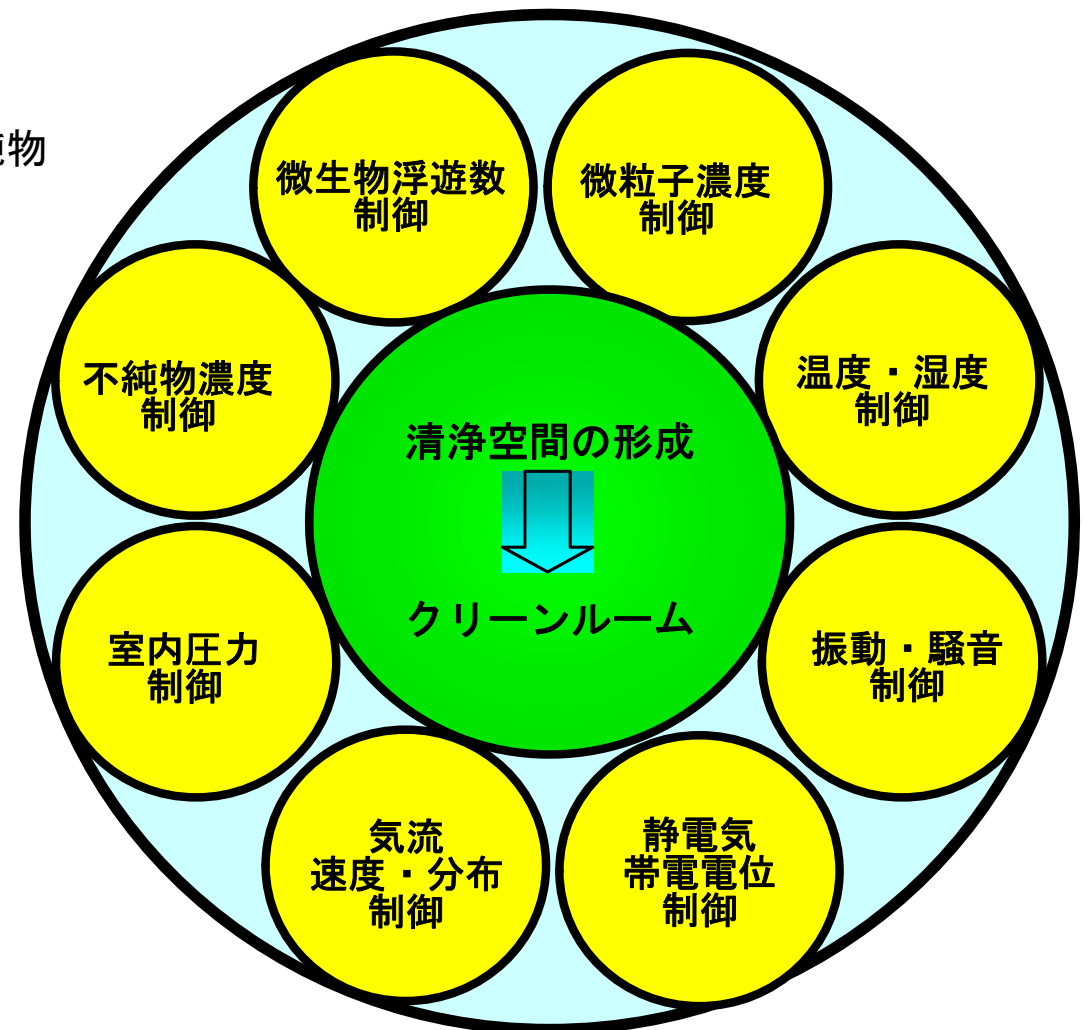 純物
微生物浮遊数
制御
微粒子濃度
制御
不純物濃度
制御
温度・湿度
制御
清浄空間の形成
クリーンルーム
室内圧力
制御
振動・騒音
制御
気流
速度・分布
制御
静電気
帯電電位
制御